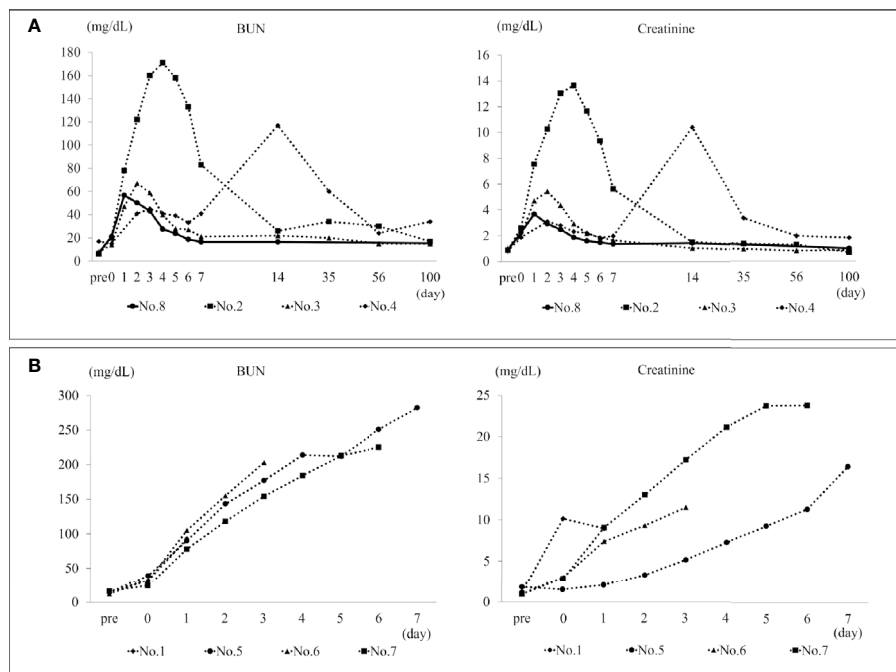 A
(mg/dL) BUN
180
160
140
120
100
80
60
40
20
0
pre 0 1 2 3 4 5 6 7 14 35 56 100
(day)
No.8 No.2 No.3 No.4
(mg/dL) Creatinine
16
14
12
10
8
6
4
2
0
pre 0 1 2 3 4 5 6 7 14 35 56 100
(day)
No.8 No.2 No.3 No.4
B
(mg/dL) BUN
300
250
200
150
100
50
0
pre 0 1 2 3 4 5 6 7
(day)
No.1 No.5 No.6 No.7
(mg/dL) Creatinine
25
20
15
10
5
0
pre 0 1 2 3 4 5 6 7
(day)
No.1 No.5 No.6 No.7